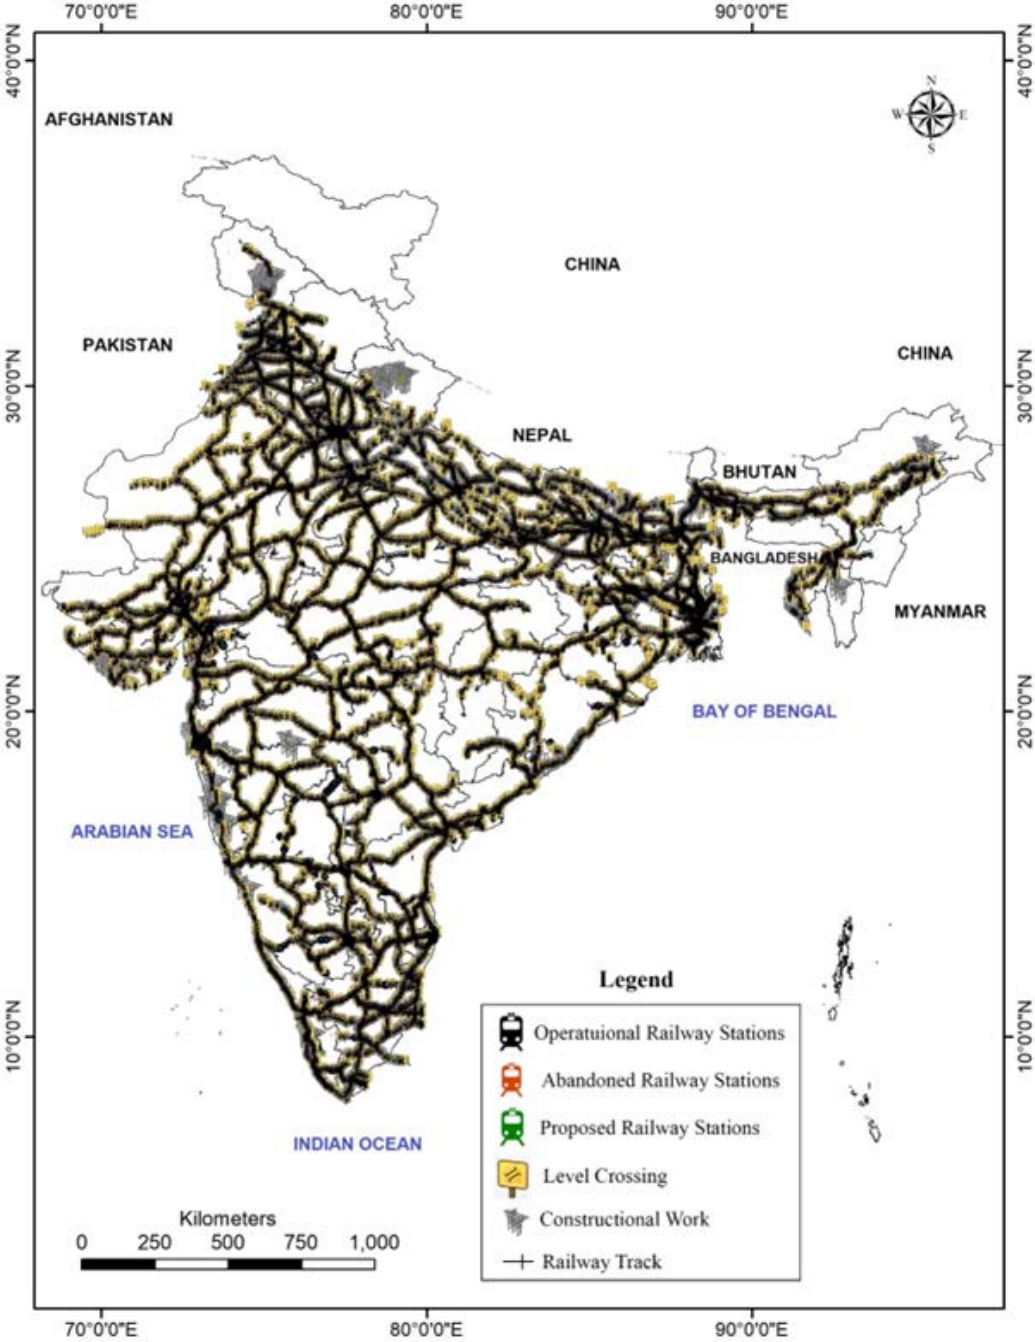 70°0'0"E 80°0'0"E 90°0'0"E
40°0'0"N 40°0'0"N
N
W E
S
AFGHANISTAN
CHINA
PAKISTAN
CHINA
30°0'0"N 30°0'0"N
NEPAL
BHUTAN
BANGLADESH
MYANMAR
20°0'0"N 20°0'0"N
BAY OF BENGAL
ARABIAN SEA
Legend
10°0'0"N 10°0'0"N
Operatuional Railway Stations
Abandoned Railway Stations
Proposed Railway Stations
INDIAN OCEAN
Level Crossing
Constructional Work
Railway Track
Kilometers
0 250 500 750 1,000
70°0'0"E 80°0'0"E 90°0'0"E